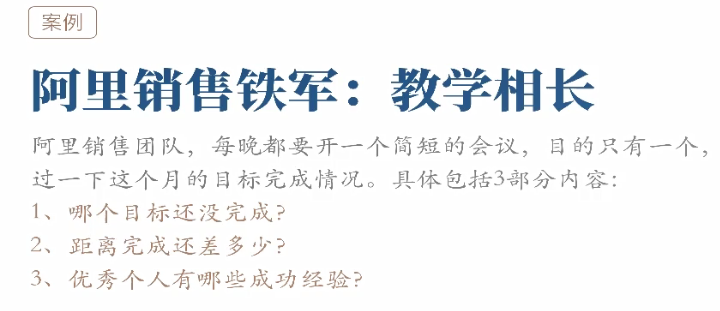 案例
阿里销售铁军：教学相长
阿里销售团队，每晚都要开一个简短的会议，目的只有一个，
过一下这个月的目标完成情况。具体包括3部分内容：
1、哪个目标还没完成？
2、距离完成还差多少？
3、优秀个人有哪些成功经验？